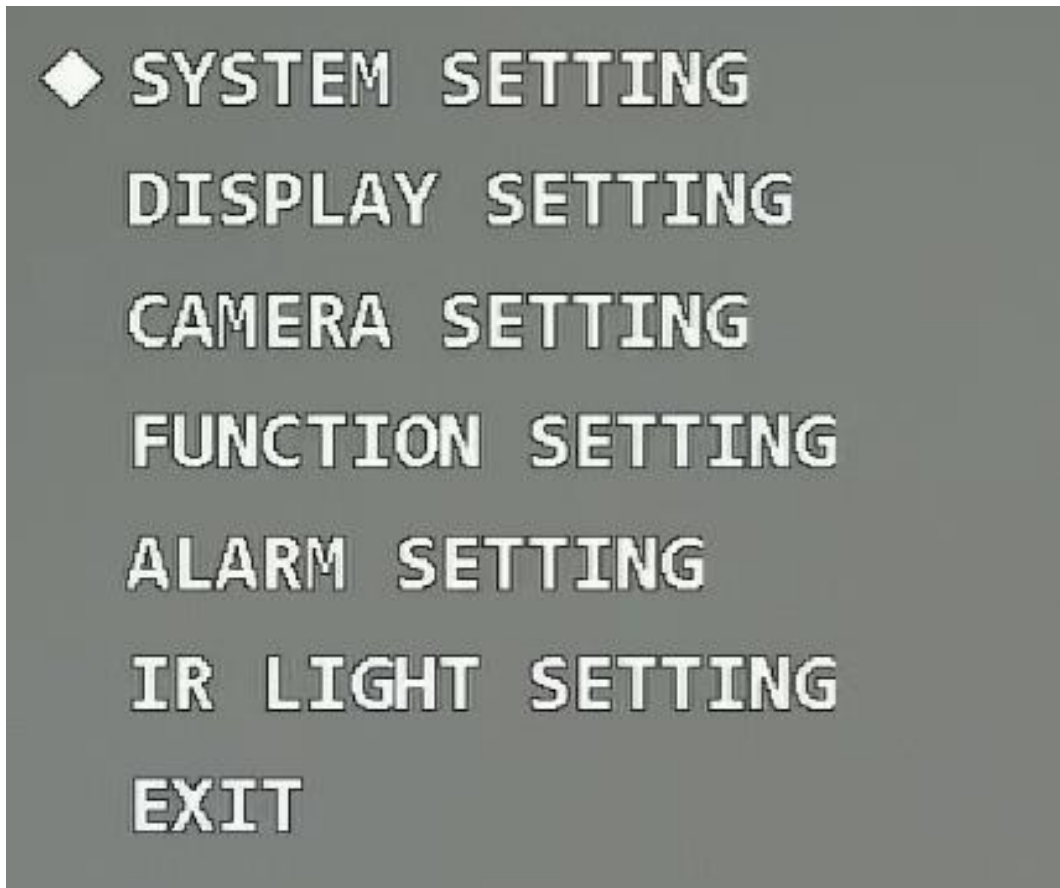 SYSTEM SETTING
DISPLAY SETTING
CAMERA SETTING
FUNCTION SETTING
ALARM SETTING
IR LIGHT SETTING
EXIT